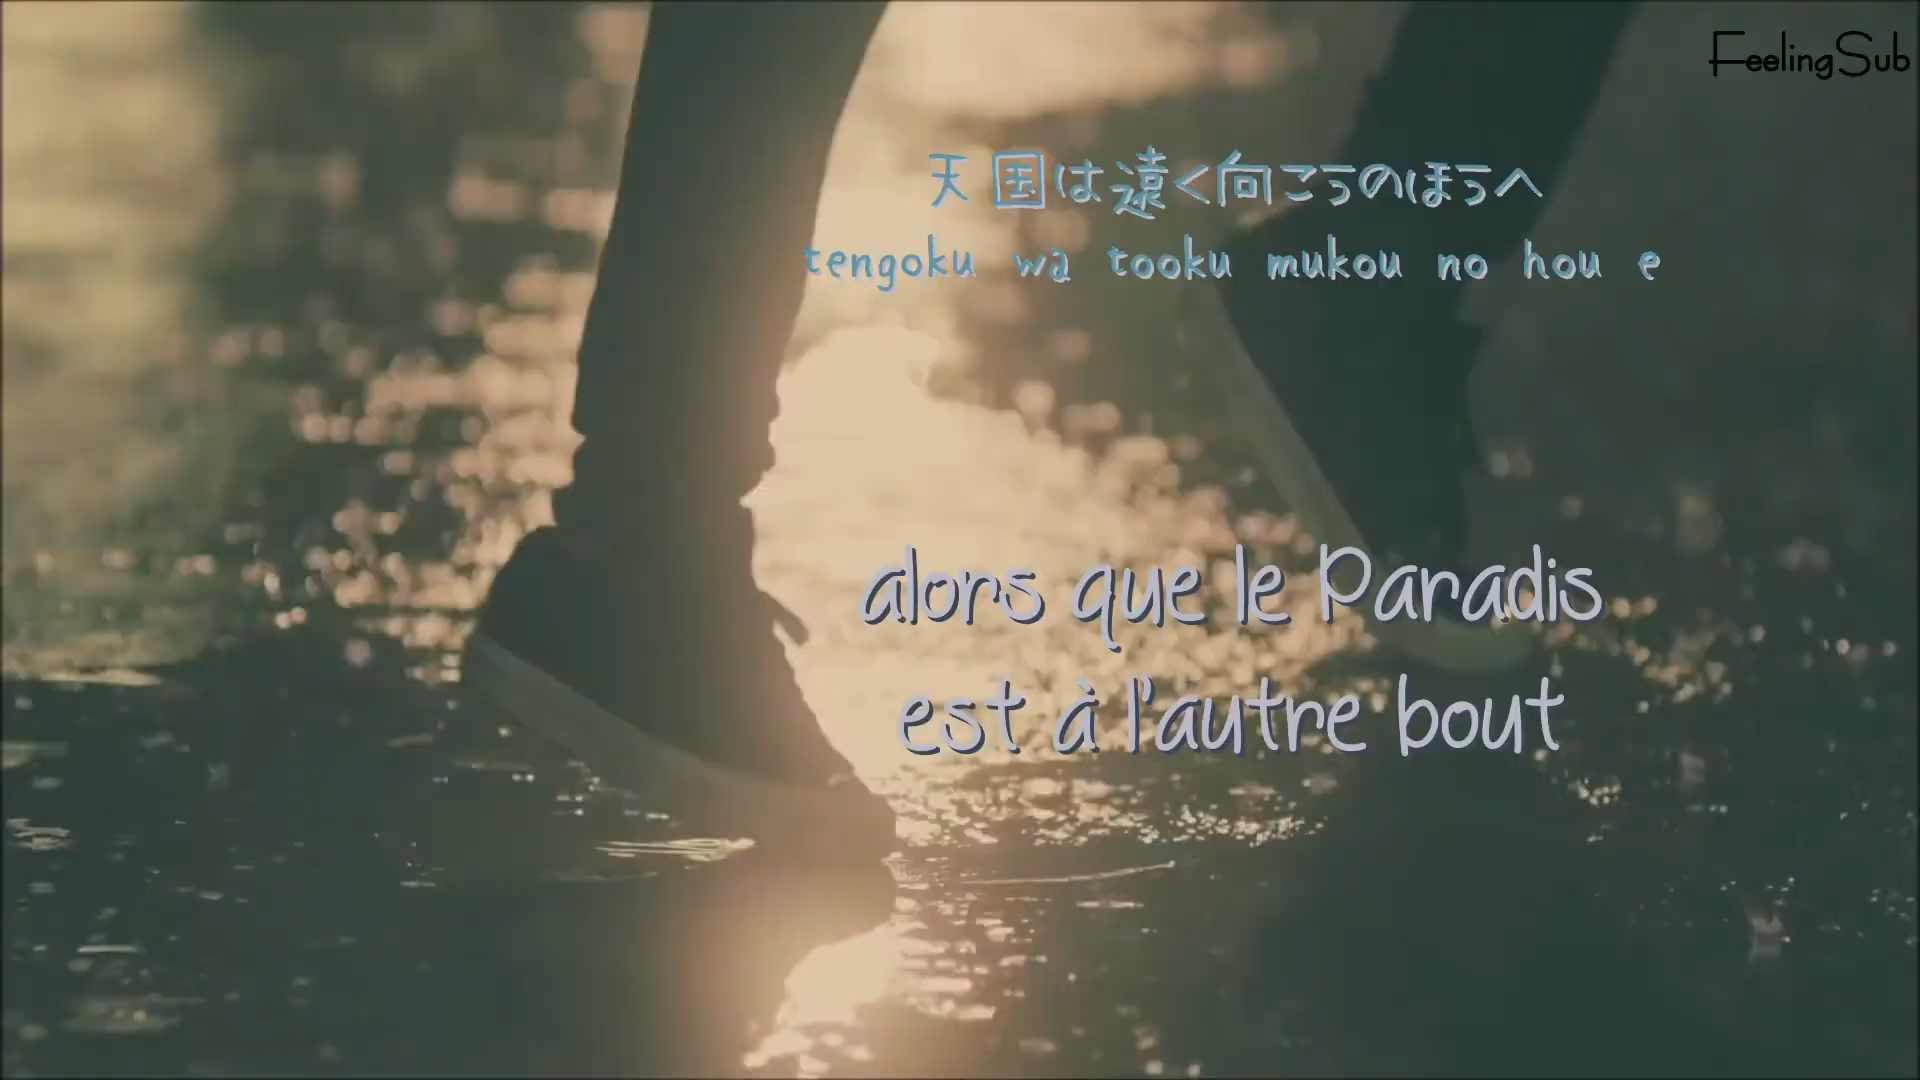 FeelingSub
天国は遠く向こうのほうへ
tengoku wa tooku mukou no hou e
alors que le Paradis
est à l'autre bout